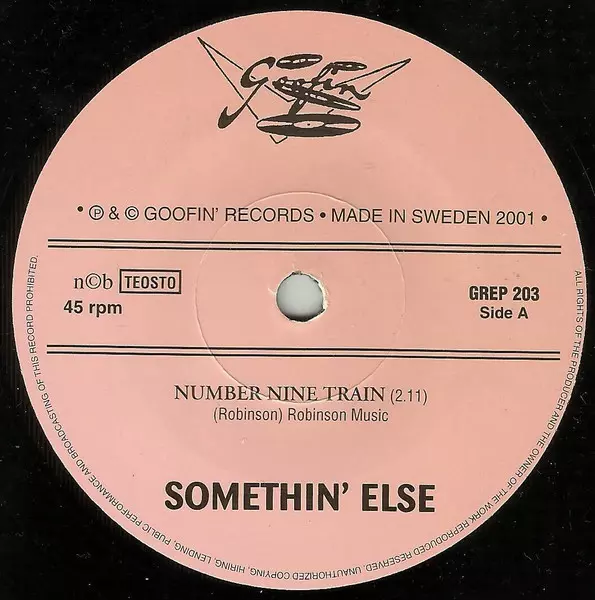 Goofin'
• ℗ & © GOOFIN' RECORDS • MADE IN SWEDEN 2001 •
n©b TEOSTO
45 rpm
GREP 203
Side A
NUMBER NINE TRAIN (2.11)
(Robinson) Robinson Music
SOMETHIN' ELSE
ALL RIGHTS OF THE PRODUCER AND THE OWNER OF THE WORK REPRODUCED RESERVED. UNAUTHORIZED COPYING, HIRING, LENDING, PUBLIC PERFORMANCE AND BROADCASTING OF THIS RECORD PROHIBITED.